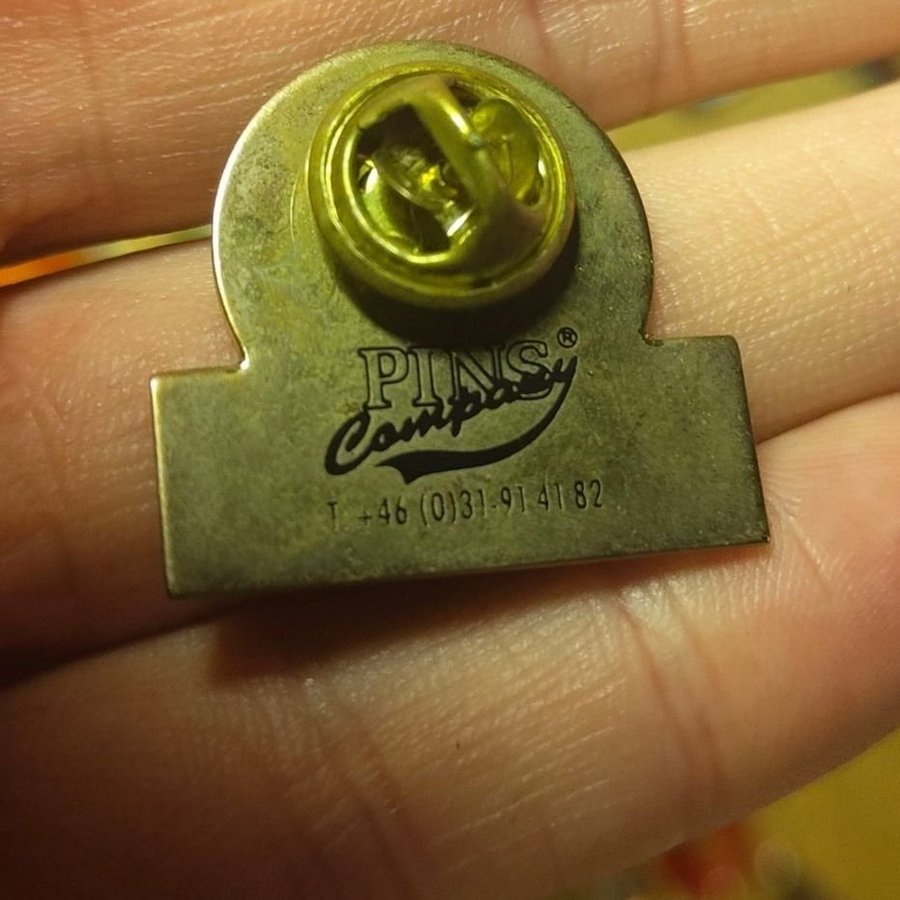 PINS®
Company
T. +46 (0)31-91 41 82